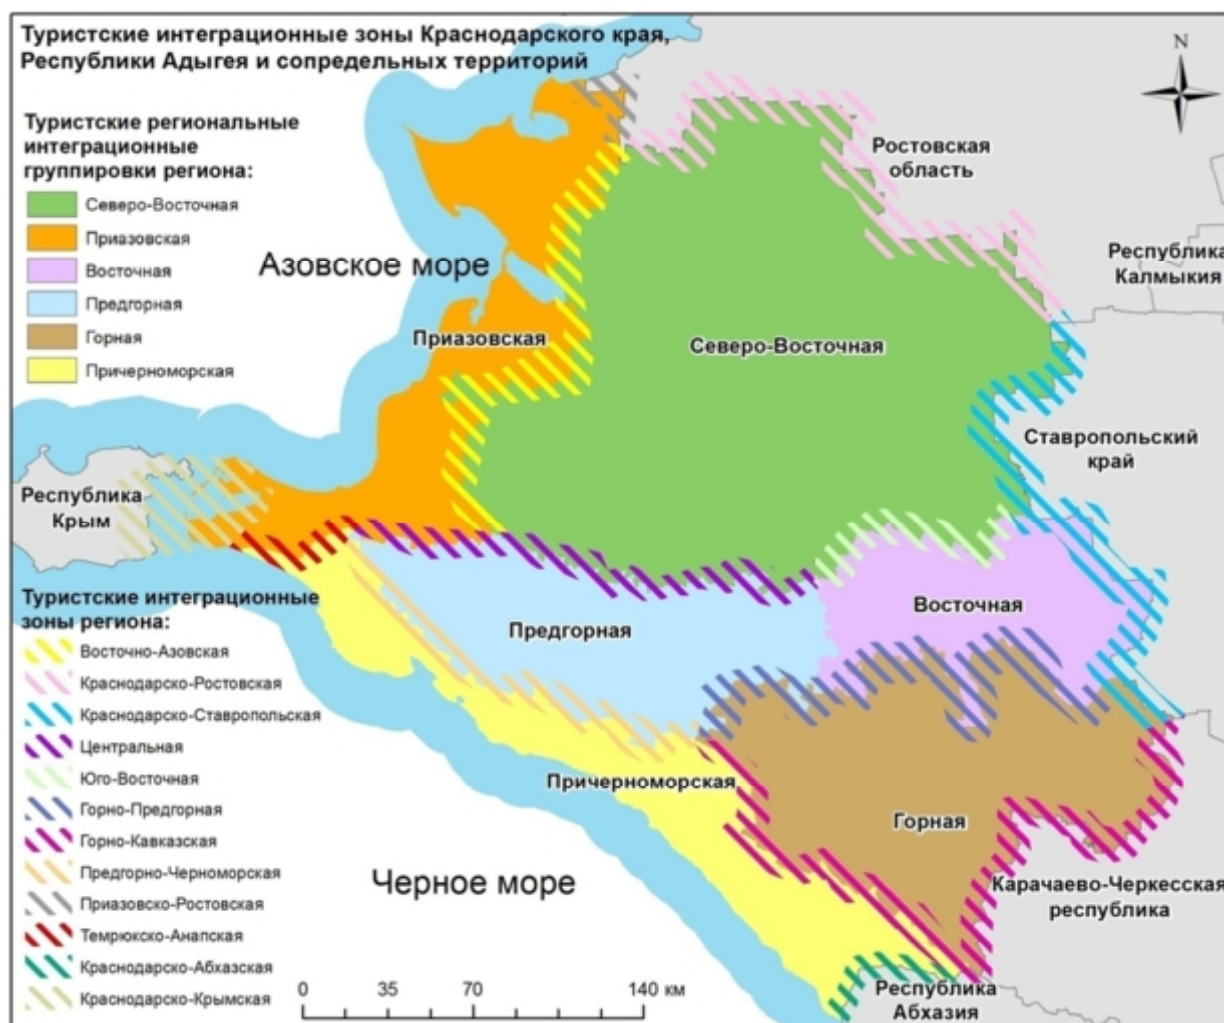 Туристские интеграционные зоны Краснодарского края,
Республики Адыгея и сопредельных территорий
N
Туристские региональные
интеграционные
группировки региона:
Северо-Восточная
Приазовская
Восточная
Предгорная
Горная
Причерноморская
Ростовская
область
Республика
Калмыкия
Азовское море
Приазовская
Северо-Восточная
Ставропольский
край
Республика
Крым
Предгорная
Восточная
Туристские интеграционные
зоны региона:
Восточно-Азовская
Краснодарско-Ростовская
Краснодарско-Ставропольская
Центральная
Юго-Восточная
Горно-Предгорная
Горно-Кавказская
Предгорно-Черноморская
Приазовско-Ростовская
Темрюкско-Анапская
Краснодарско-Абхазская
Краснодарско-Крымская
Причерноморская
Горная
Черное море
Карачаево-Черкесская
республика
0 35 70 140 км
Республика
Абхазия